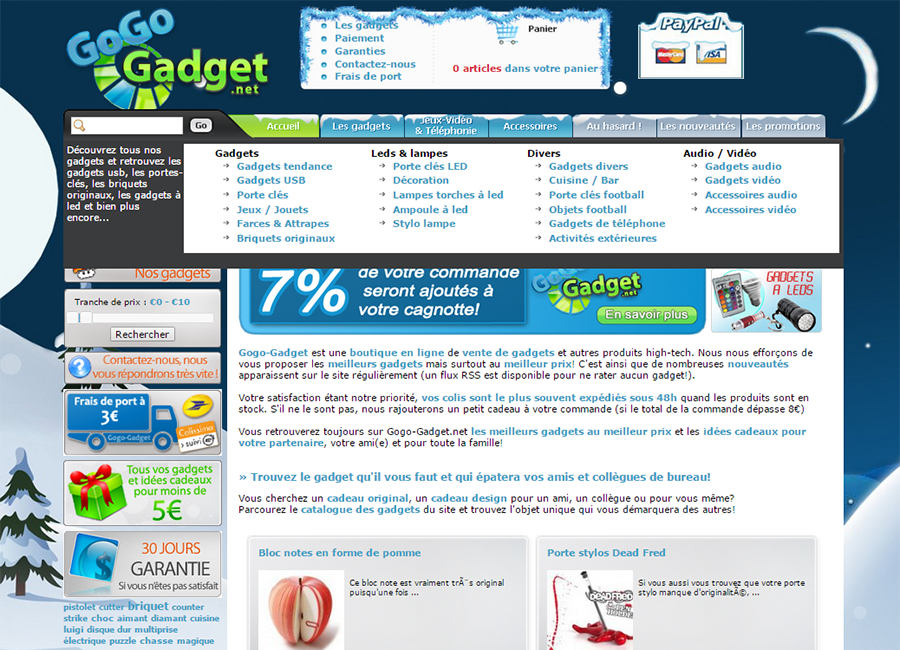 GoGo
Gadget
.net
Les gadgets
Paiement
Garanties
Contactez-nous
Frais de port
Panier
0 articles dans votre panier
PayPal
MasterCard
VISA
Go
Accueil
Les gadgets
Jeux-Vidéo
& Téléphonie
Accessoires
Au hasard !
Les nouveautés
Les promotions
Découvrez tous nos
gadgets et retrouvez les
gadgets usb, les portes-
clés, les briquets
originaux, les gadgets à
led et bien plus
encore...
Gadgets
Gadgets tendance
Gadgets USB
Porte clés
Jeux / Jouets
Farces & Attrapes
Briquets originaux
Leds & lampes
Porte clés LED
Décoration
Lampes torches à led
Ampoule à led
Stylo lampe
Divers
Gadgets divers
Cuisine / Bar
Porte clés football
Objets football
Gadgets de téléphone
Activités extérieures
Audio / Vidéo
Gadgets audio
Gadgets vidéo
Accessoires audio
Accessoires vidéo
Nos gadgets
Tranche de prix : €0 - €10
Rechercher
Contactez-nous, nous
vous répondrons très vite !
Frais de port à
3€
Gogo-Gadget
Colissimo
suivi
Tous vos gadgets
et idées cadeaux
pour moins de
5€
30 JOURS
GARANTIE
Si vous n'êtes pas satisfait
pistolet cutter briquet counter
strike choc aimant diamant cuisine
luigi disque dur multiprise
électrique puzzle chasse magique
7%
de votre commande
seront ajoutés à
votre cagnotte!
GoGo
Gadget
.net
En savoir plus
GADGETS
A LEDS
Gogo-Gadget est une boutique en ligne de vente de gadgets et autres produits high-tech. Nous nous efforçons de
vous proposer les meilleurs gadgets mais surtout au meilleur prix! C'est ainsi que de nombreuses nouveautés
apparaissent sur le site régulièrement (un flux RSS est disponible pour ne rater aucun gadget!).
Votre satisfaction étant notre priorité, vos colis sont le plus souvent expédiés sous 48h quand les produits sont en
stock. S'il ne le sont pas, nous rajouterons un petit cadeau à votre commande (si le total de la commande dépasse 8€)
Vous retrouverez toujours sur Gogo-Gadget.net les meilleurs gadgets au meilleur prix et les idées cadeaux pour
votre partenaire, votre ami(e) et pour toute la famille!
» Trouvez le gadget qu'il vous faut et qui épatera vos amis et collègues de bureau!
Vous cherchez un cadeau original, un cadeau design pour un ami, un collègue ou pour vous même?
Parcourez le catalogue des gadgets du site et trouvez l'objet unique qui vous démarquera des autres!
Bloc notes en forme de pomme
Ce bloc note est vraiment trÃ¨s original
puisqu'une fois ...
Porte stylos Dead Fred
DEAD FRED
Si vous aussi vous trouvez que votre porte
stylo manque d'originalitÃ©, ...